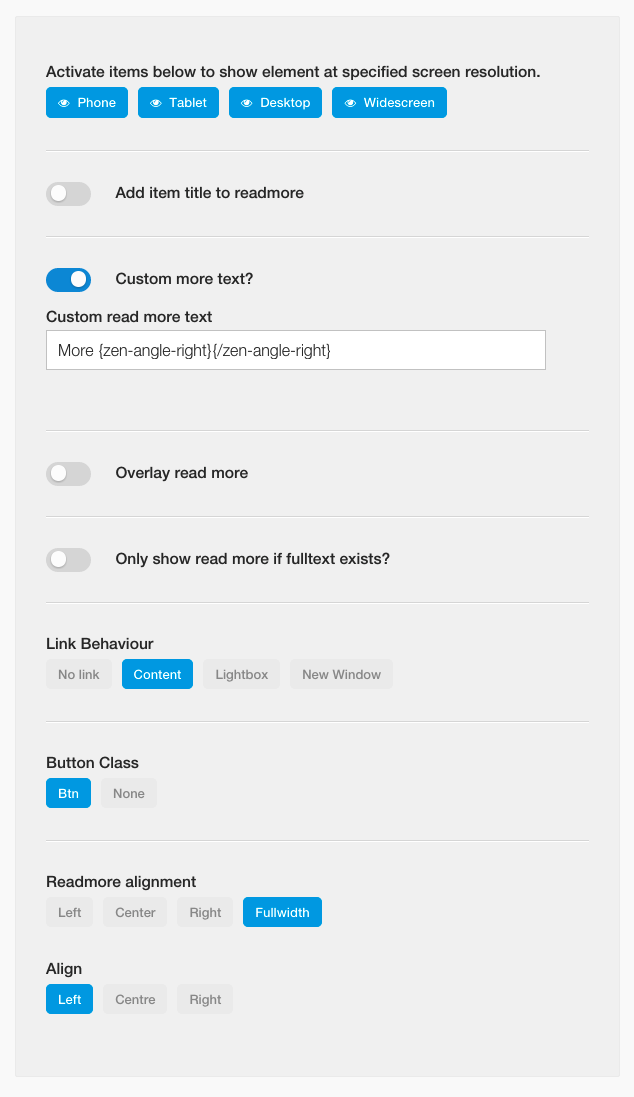 Activate items below to show element at specified screen resolution.
Phone Tablet Desktop Widescreen
Add item title to readmore
Custom more text?
Custom read more text
More {zen-angle-right}{/zen-angle-right}
Overlay read more
Only show read more if fulltext exists?
Link Behaviour
No link Content Lightbox New Window
Button Class
Btn None
Readmore alignment
Left Center Right Fullwidth
Align
Left Centre Right